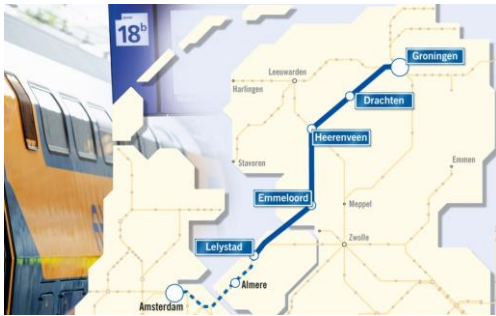 18b
Groningen
Leeuwarden
Harlingen
Drachten
Heerenveen
Stavoren
Emmen
Emmeloord
Meppel
Zwolle
Lelystad
Almere
Amsterdam